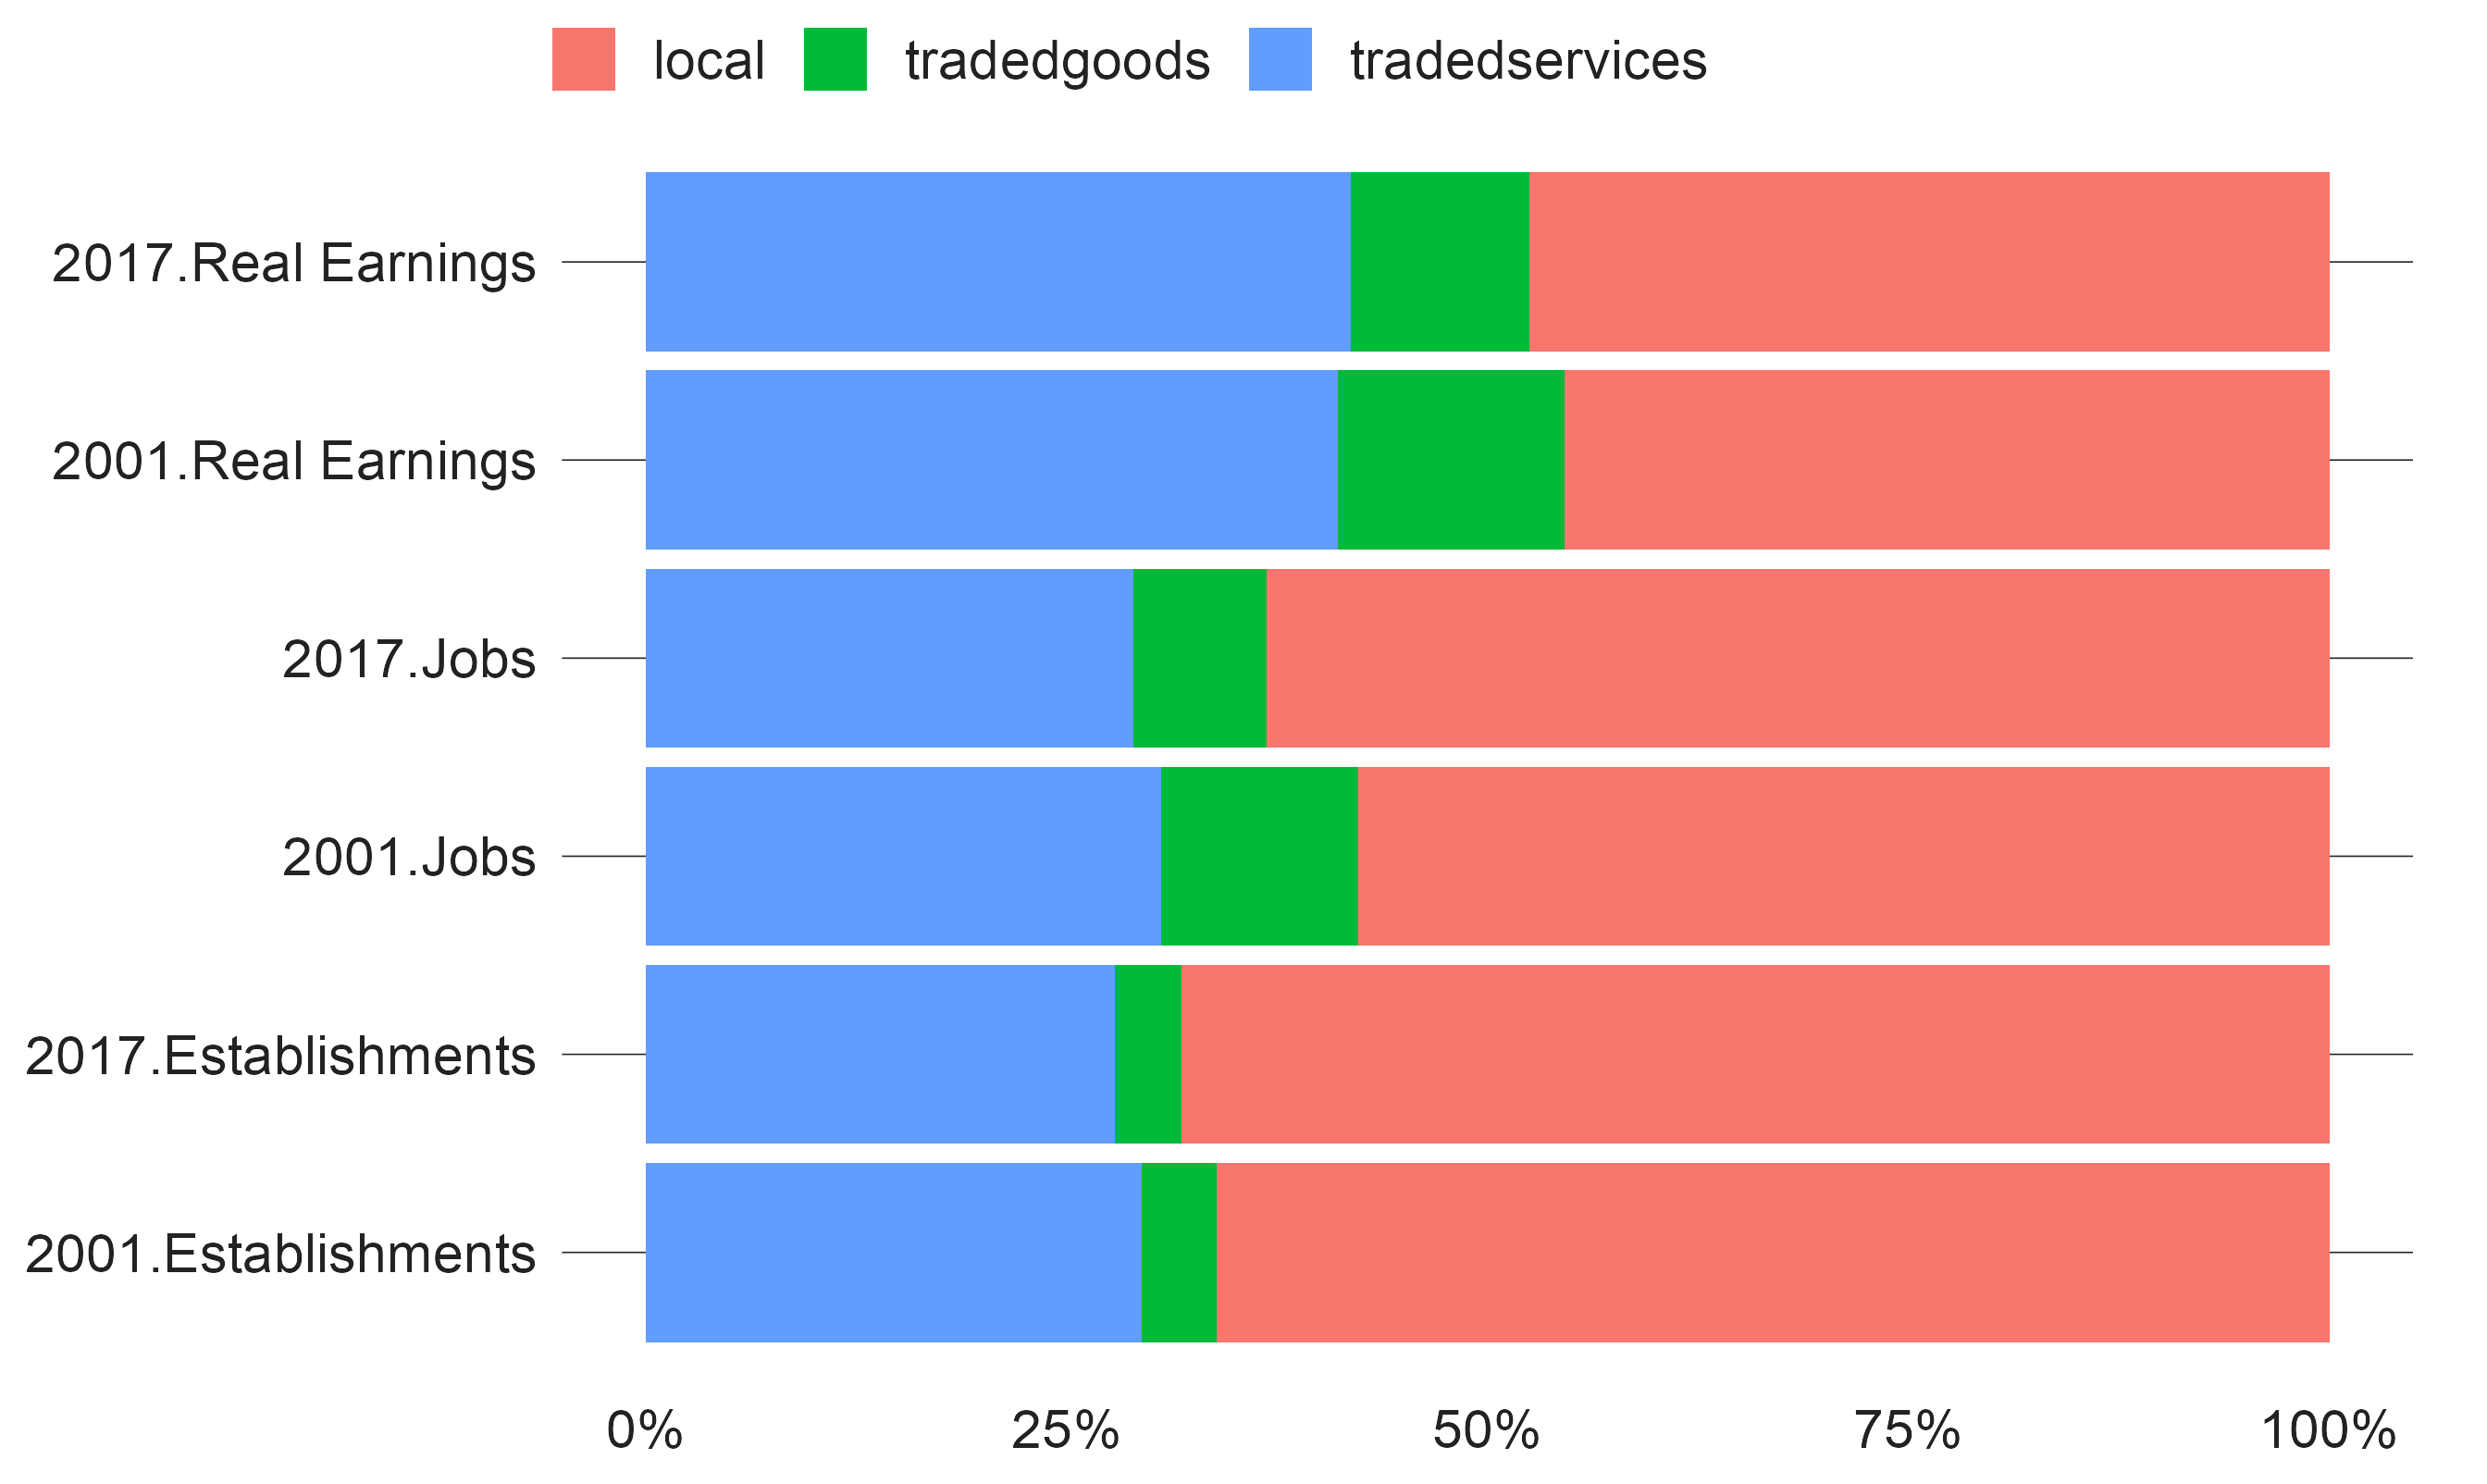 local tradedgoods tradedservices
2017.Real Earnings
2001.Real Earnings
2017.Jobs
2001.Jobs
2017.Establishments
2001.Establishments
0% 25% 50% 75% 100%